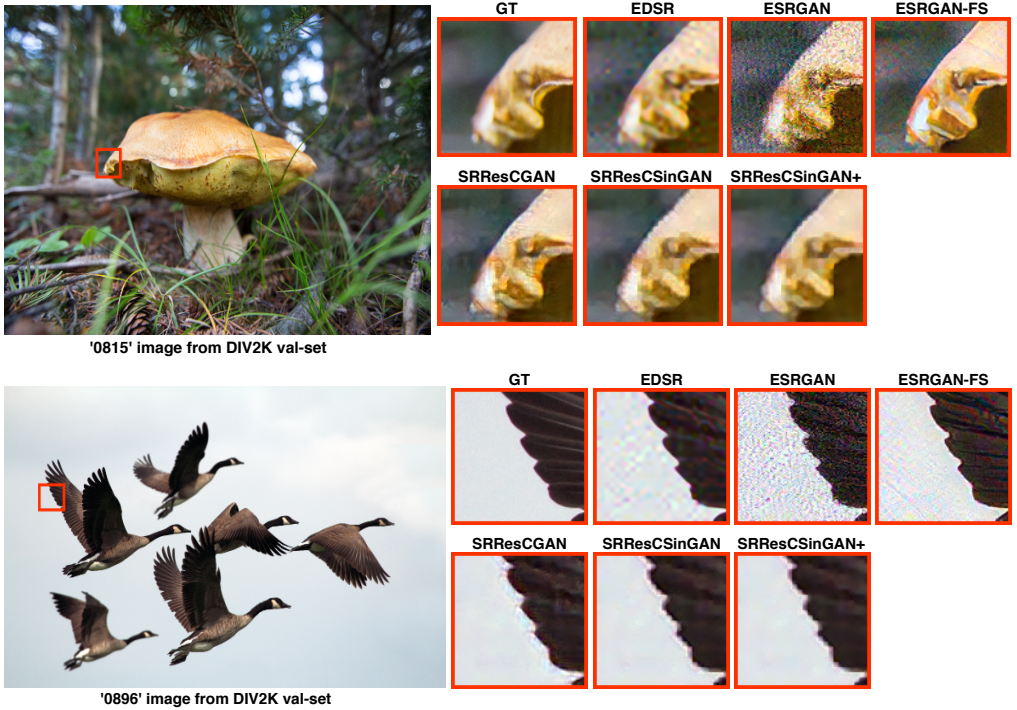 GT EDSR ESRGAN ESRGAN-FS
SRResCGAN SRResCSinGAN SRResCSinGAN+
'0815' image from DIV2K val-set
GT EDSR ESRGAN ESRGAN-FS
SRResCGAN SRResCSinGAN SRResCSinGAN+
'0896' image from DIV2K val-set